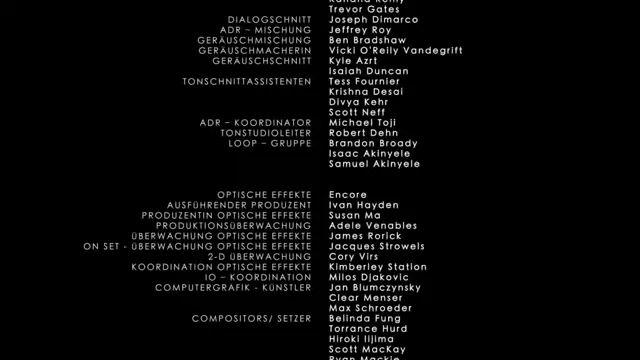 Trevor Gates
DIALOGSCHNITT Joseph Dimarco
ADR – MISCHUNG Jeffrey Roy
GERÄUSCHMISCHUNG Ben Bradshaw
GERÄUSCHMACHERIN Vicki O'Reily Vandegrift
GERÄUSCHSCHNITT Kyle Azrt
Isaiah Duncan
TONSCHNITTASSISTENTEN Tess Fournier
Krishna Desai
Divya Kehr
Scott Neff
ADR – KOORDINATOR Michael Toji
TONSTUDIOLEITER Robert Dehn
LOOP – GRUPPE Brandon Broady
Isaac Akinyele
Samuel Akinyele
OPTISCHE EFFEKTE Encore
AUSFÜHRENDER PRODUZENT Ivan Hayden
PRODUZENTIN OPTISCHE EFFEKTE Susan Ma
PRODUKTIONSÜBERWACHUNG Adele Venables
ÜBERWACHUNG OPTISCHE EFFEKTE James Rorick
ON SET - ÜBERWACHUNG OPTISCHE EFFEKTE Jacques Strowels
2-D ÜBERWACHUNG Cory Virs
KOORDINATION OPTISCHE EFFEKTE Kimberley Station
IO – KOORDINATION Milos Djakovic
COMPUTERGRAFIK - KÜNSTLER Jan Blumczynsky
Clear Menser
Max Schroeder
COMPOSITORS/ SETZER Belinda Fung
Torrance Hurd
Hiroki Iijima
Scott MacKay